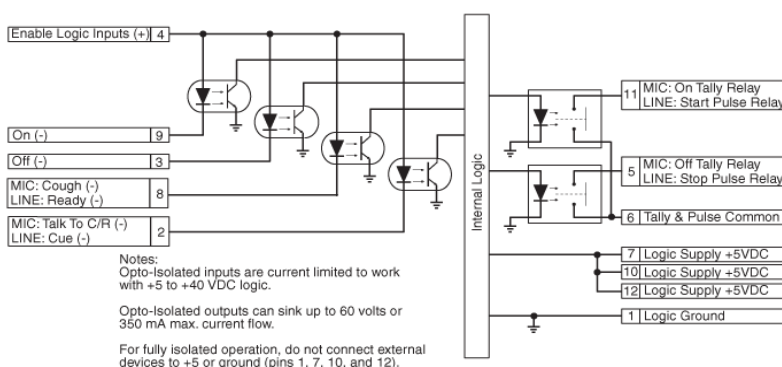 Enable Logic Inputs (+) 4
On (-) 9
Off (-) 3
MIC: Cough (-)
LINE: Ready (-)
8
MIC: Talk To C/R (-)
LINE: Cue (-)
2
Notes:
Opto-Isolated inputs are current limited to work
with +5 to +40 VDC logic.
Opto-Isolated outputs can sink up to 60 volts or
350 mA max. current flow.
For fully isolated operation, do not connect external
devices to +5 or ground (pins 1, 7, 10, and 12).
Internal Logic
11
MIC: On Tally Relay
LINE: Start Pulse Relay
5
MIC: Off Tally Relay
LINE: Stop Pulse Relay
6 Tally & Pulse Common
7 Logic Supply +5VDC
10 Logic Supply +5VDC
12 Logic Supply +5VDC
1 Logic Ground